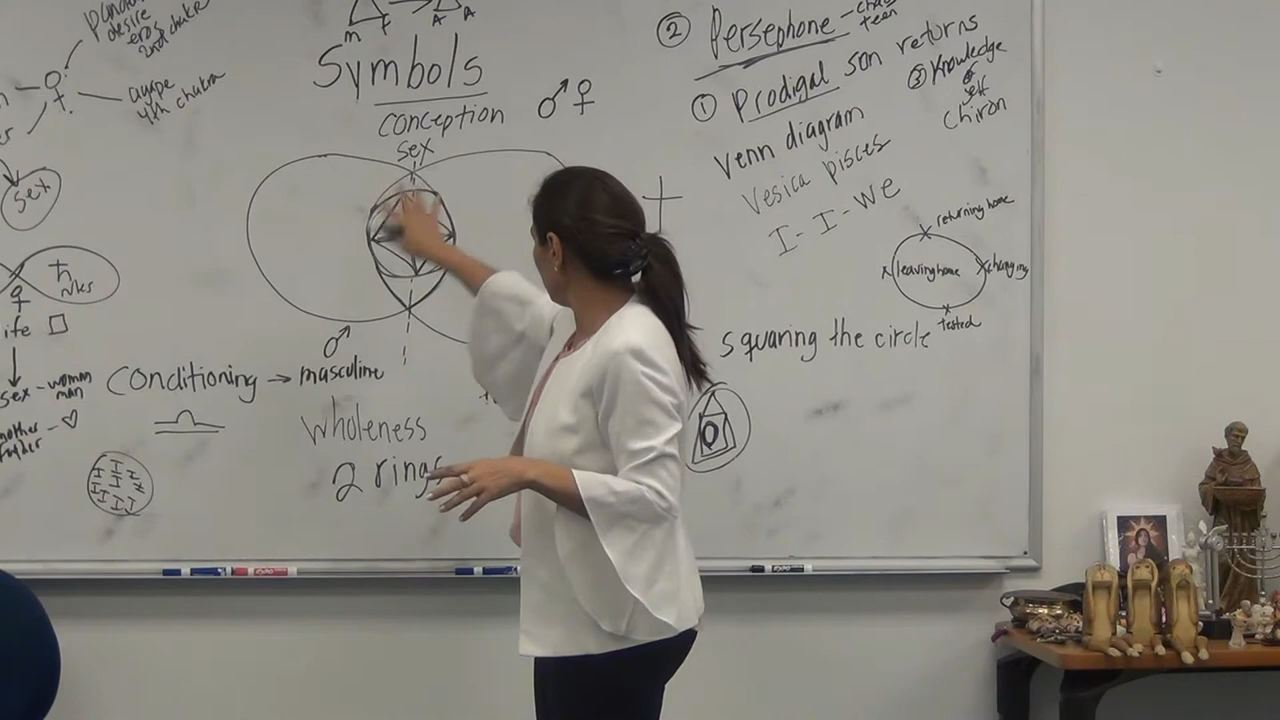 desire
eros
2nd chakra
agape
4th chakra
sex
♄
Nks
♀
ife □
sex - woman
man
mother - ♡
father
m f
A A
Symbols
conception
♂ ♀
sex
♂
Conditioning → masculine
♎
wholeness
2 rings
I I I
② Persephone -
teen
① Prodigal son returns
③ Knowledge
of
self
Chiron
Venn diagram
Vesica Pisces
I - I - we
returning home
leaving home
changing
tested
squaring the circle